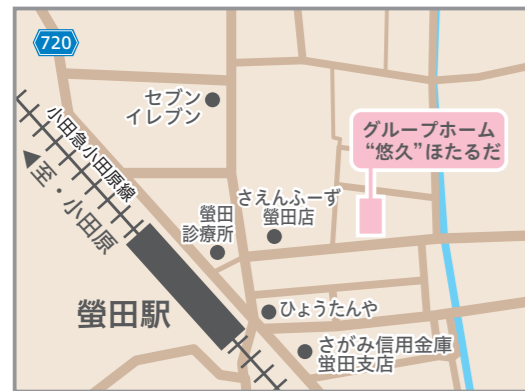 720
セブン
イレブン
小田急小田原線
至・小田原
グループホーム
“悠久”ほたるだ
さえんふーず
螢田店
螢田
診療所
螢田駅
ひょうたんや
さがみ信用金庫
蛍田支店